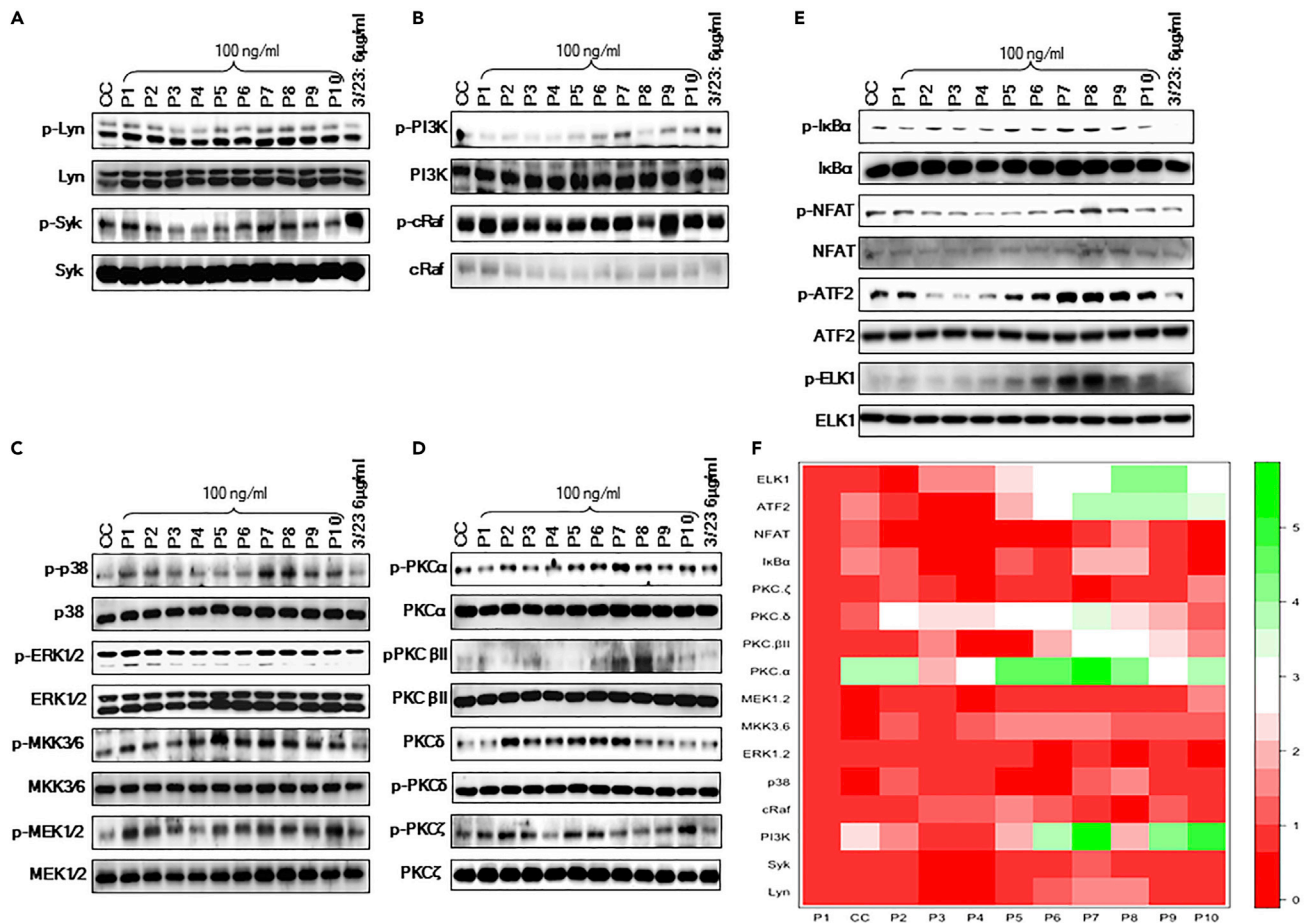 A
100 ng/ml
CC P1 P2 P3 P4 P5 P6 P7 P8 P9 P10 3/23: 6µg/ml
p-Lyn
Lyn
p-Syk
Syk
B
100 ng/ml
CC P1 P2 P3 P4 P5 P6 P7 P8 P9 P10 3/23: 6µg/ml
p-PI3K
PI3K
p-cRaf
cRaf
E
100 ng/ml
CC P1 P2 P3 P4 P5 P6 P7 P8 P9 P10 3/23: 6µg/ml
p-IκBα
IκBα
p-NFAT
NFAT
p-ATF2
ATF2
p-ELK1
ELK1
C
100 ng/ml
CC P1 P2 P3 P4 P5 P6 P7 P8 P9 P10 3/23 6µg/ml
p-p38
p38
p-ERK1/2
ERK1/2
p-MKK3/6
MKK3/6
p-MEK1/2
MEK1/2
D
100 ng/ml
CC P1 P2 P3 P4 P5 P6 P7 P8 P9 P10 3/23 6µg/ml
p-PKCα
PKCα
pPKC βII
PKC βII
PKCδ
p-PKCδ
p-PKCζ
PKCζ
F
ELK1
ATF2
NFAT
IκBα
PKC.ζ
PKC.δ
PKC.βII
PKC.α
MEK1.2
MKK3.6
ERK1.2
p38
cRaf
PI3K
Syk
Lyn
P1 CC P2 P3 P4 P5 P6 P7 P8 P9 P10
5
4
3
2
1
0